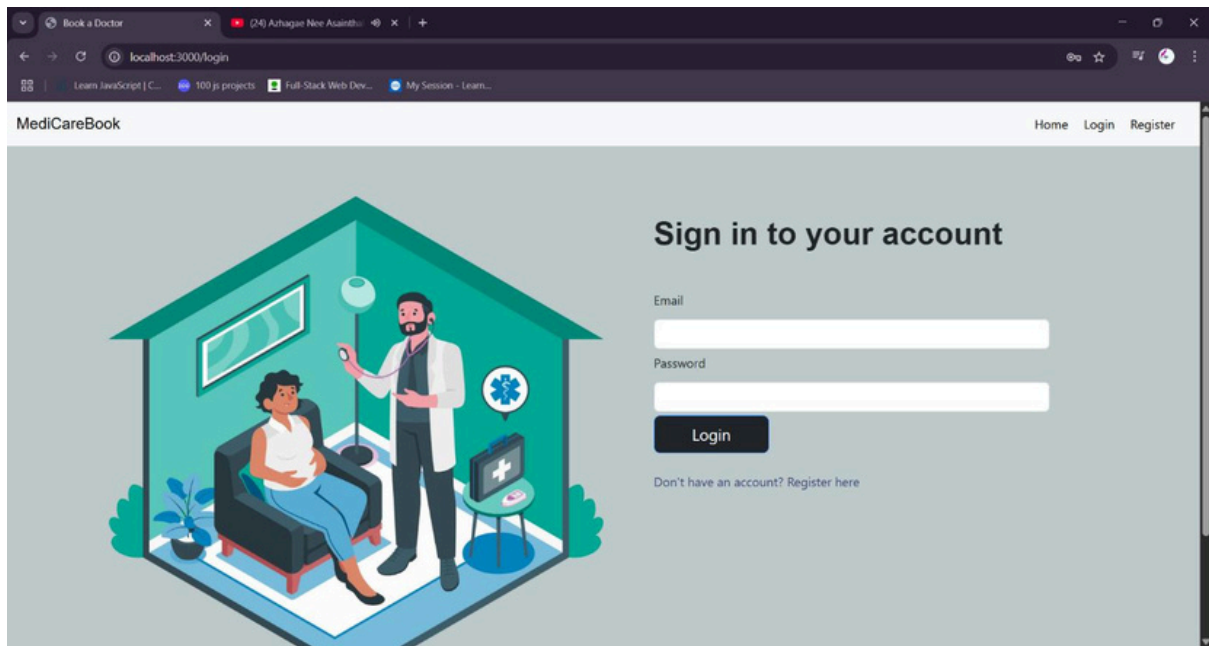 Book a Doctor
(24) Azhagae Nee Asaintha
localhost:3000/login
Learn JavaScript | C... 100 js projects Full-Stack Web Dev... My Session - Learn...
MediCareBook Home Login Register
Sign in to your account
Email
Password
Login
Don't have an account? Register here